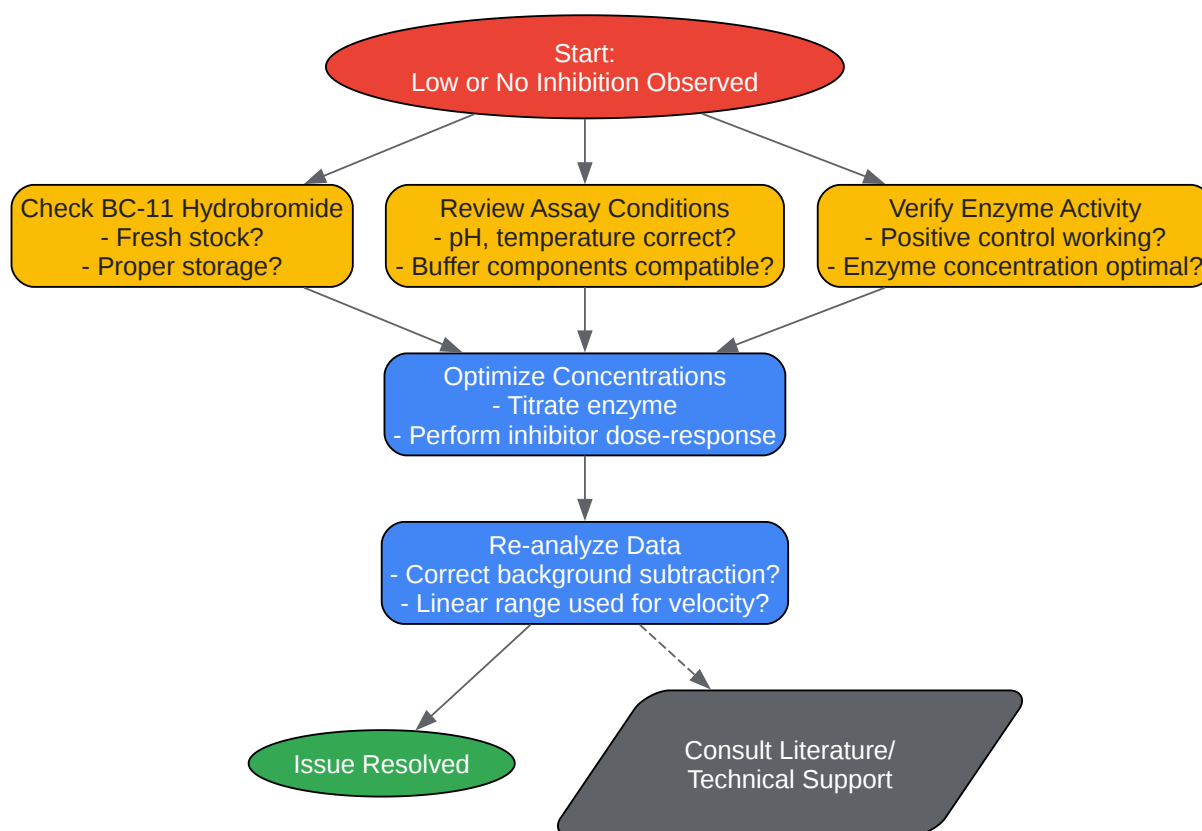 Start:
Low or No Inhibition Observed
Check BC-11 Hydrobromide
- Fresh stock?
- Proper storage?
Review Assay Conditions
- pH, temperature correct?
- Buffer components compatible?
Verify Enzyme Activity
- Positive control working?
- Enzyme concentration optimal?
Optimize Concentrations
- Titrate enzyme
- Perform inhibitor dose-response
Re-analyze Data
- Correct background subtraction?
- Linear range used for velocity?
Issue Resolved
Consult Literature/
Technical Support